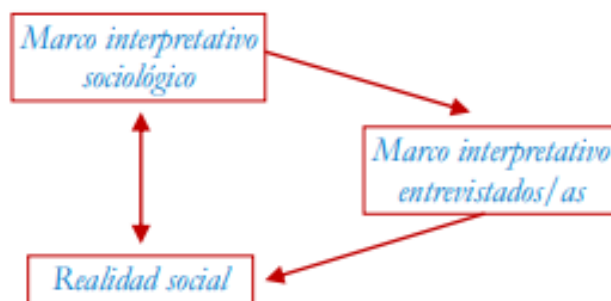 Marco interpretativo
sociológico
Marco interpretativo
entrevistados/as
Realidad social